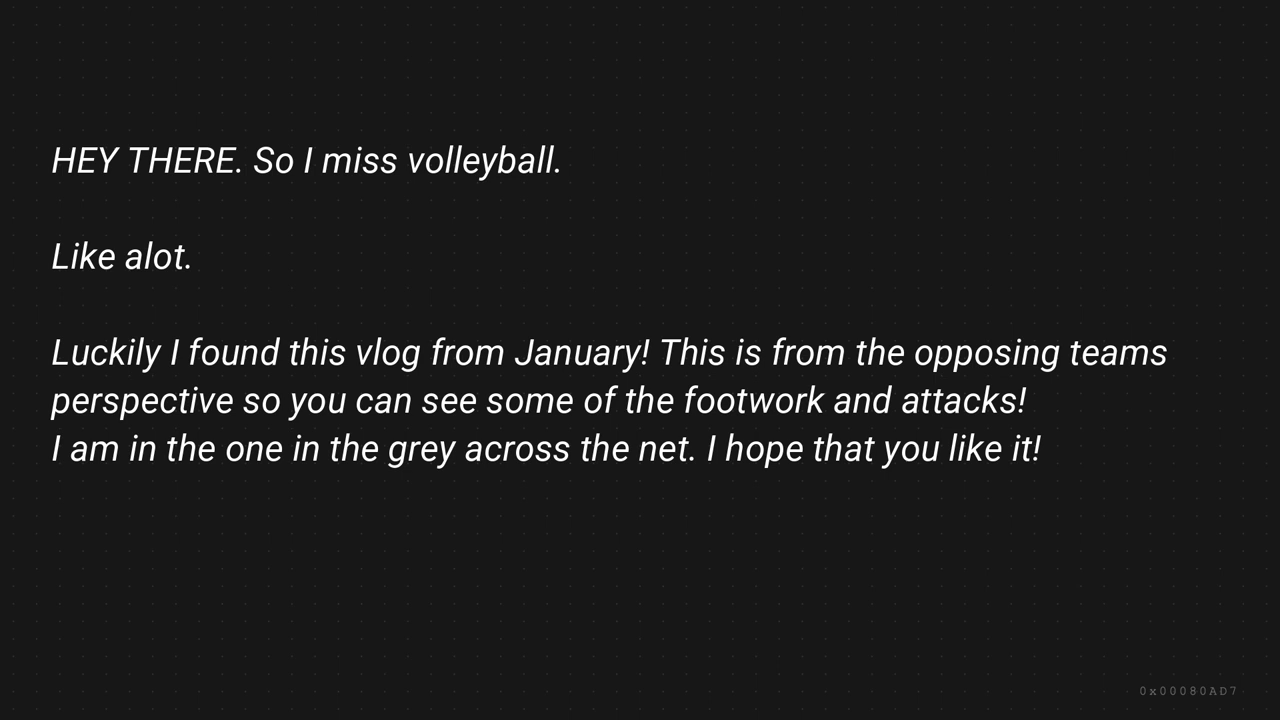 HEY THERE. So I miss volleyball.
Like alot.
Luckily I found this vlog from January! This is from the opposing teams
perspective so you can see some of the footwork and attacks!
I am in the one in the grey across the net. I hope that you like it!
0x00080AD7